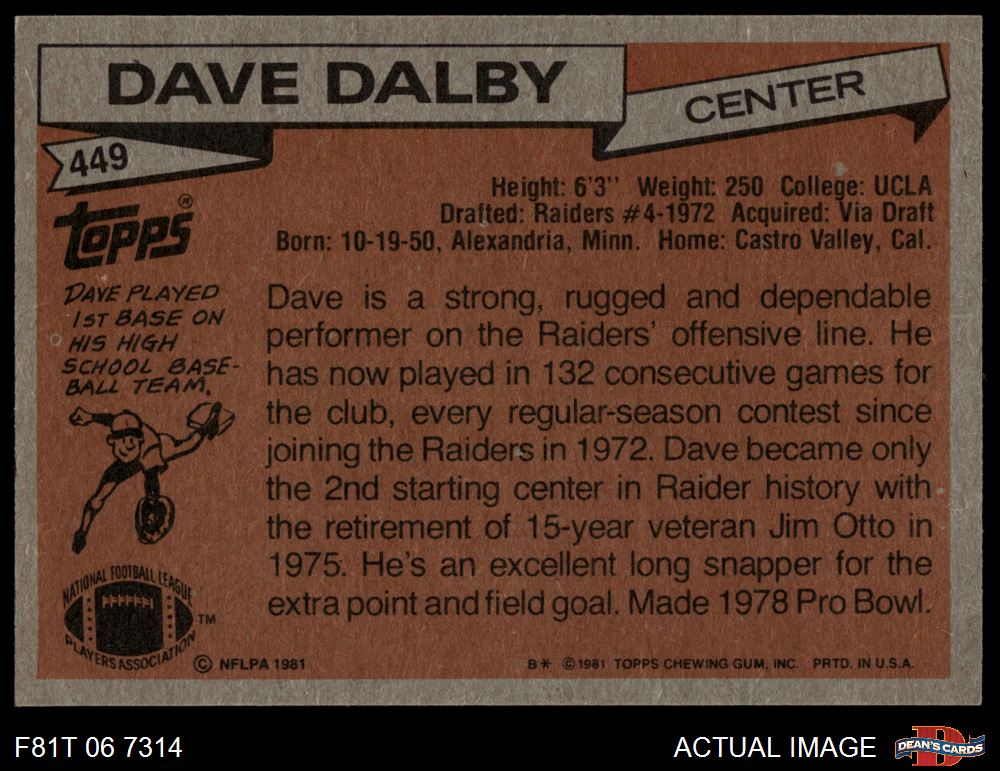 DAVE DALBY
CENTER
449
Height: 6'3" Weight: 250 College: UCLA
Drafted: Raiders #4-1972 Acquired: Via Draft
Born: 10-19-50, Alexandria, Minn. Home: Castro Valley, Cal.
topps®
DAVE PLAYED
1ST BASE ON
HIS HIGH
SCHOOL BASE-
BALL TEAM.
Dave is a strong, rugged and dependable
performer on the Raiders' offensive line. He
has now played in 132 consecutive games for
the club, every regular-season contest since
joining the Raiders in 1972. Dave became only
the 2nd starting center in Raider history with
the retirement of 15-year veteran Jim Otto in
1975. He's an excellent long snapper for the
extra point and field goal. Made 1978 Pro Bowl.
NATIONAL FOOTBALL LEAGUE
PLAYERS ASSOCIATION
TM
© NFLPA 1981
B* ©1981 TOPPS CHEWING GUM, INC. PRTD. IN U.S.A.
F81T 06 7314
ACTUAL IMAGE
D
DEAN'S CARDS